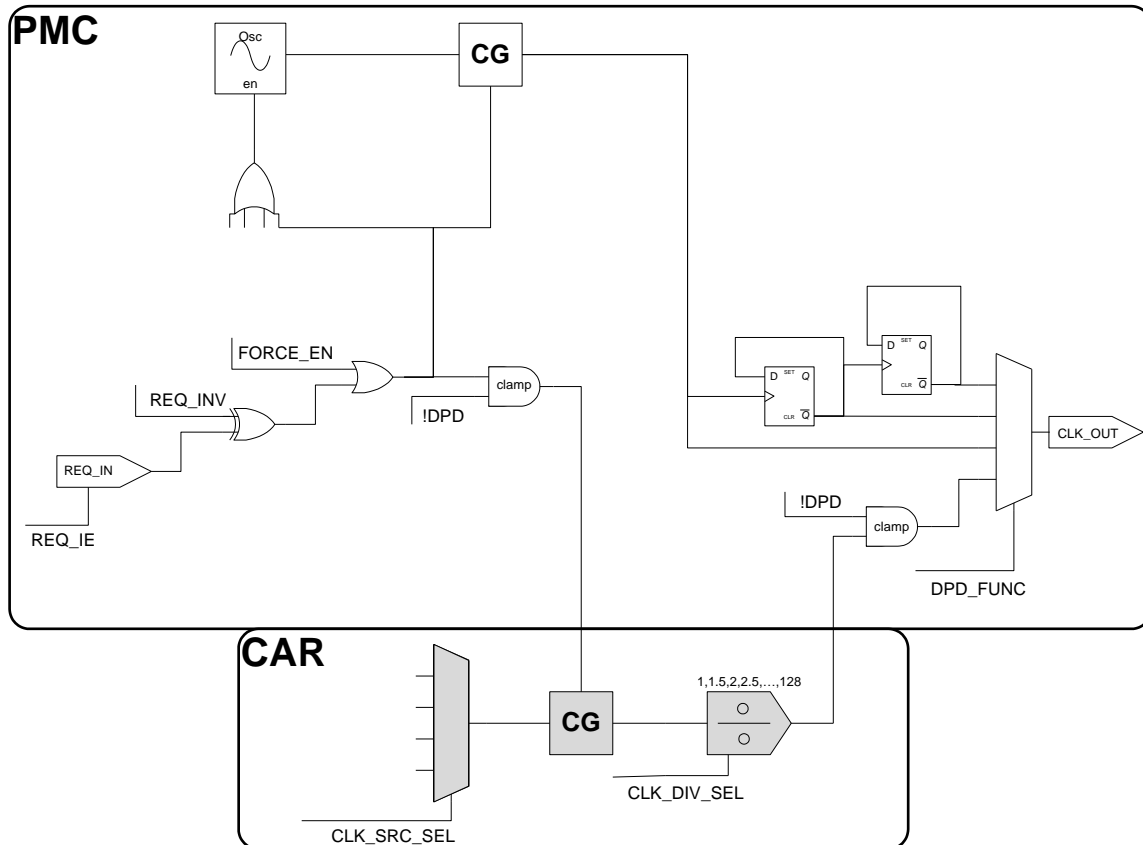 PMC
Osc
en
CG
FORCE_EN
REQ_INV
clamp
!DPD
REQ_IN
REQ_IE
D
SET
Q
CLR
Q
D
SET
Q
CLR
Q
CLK_OUT
!DPD
clamp
DPD_FUNC
CAR
1,1.5,2,2.5,...,128
CG
CLK_DIV_SEL
CLK_SRC_SEL